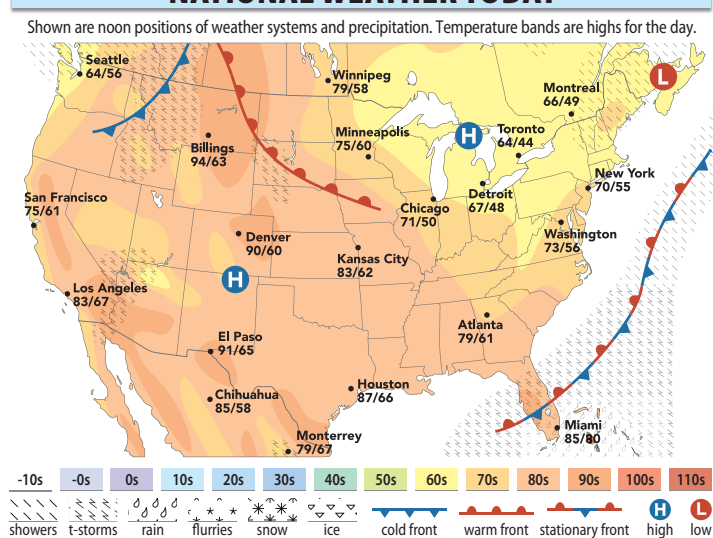 NATIONAL WEATHER TODAY
Shown are noon positions of weather systems and precipitation. Temperature bands are highs for the day.
Seattle
64/56
Winnipeg
79/58
L
Montreal
66/49
H
Toronto
64/44
Minneapolis
75/60
Billings
94/63
New York
70/55
Detroit
67/48
San Francisco
75/61
Chicago
71/50
Washington
73/56
Denver
90/60
Kansas City
83/62
H
Los Angeles
83/67
Atlanta
79/61
El Paso
91/65
Houston
87/66
Chihuahua
85/58
Miami
85/80
Monterrey
79/67
-10s -0s 0s 10s 20s 30s 40s 50s 60s 70s 80s 90s 100s 110s
H L
showers t-storms rain flurries snow ice cold front warm front stationary front high low